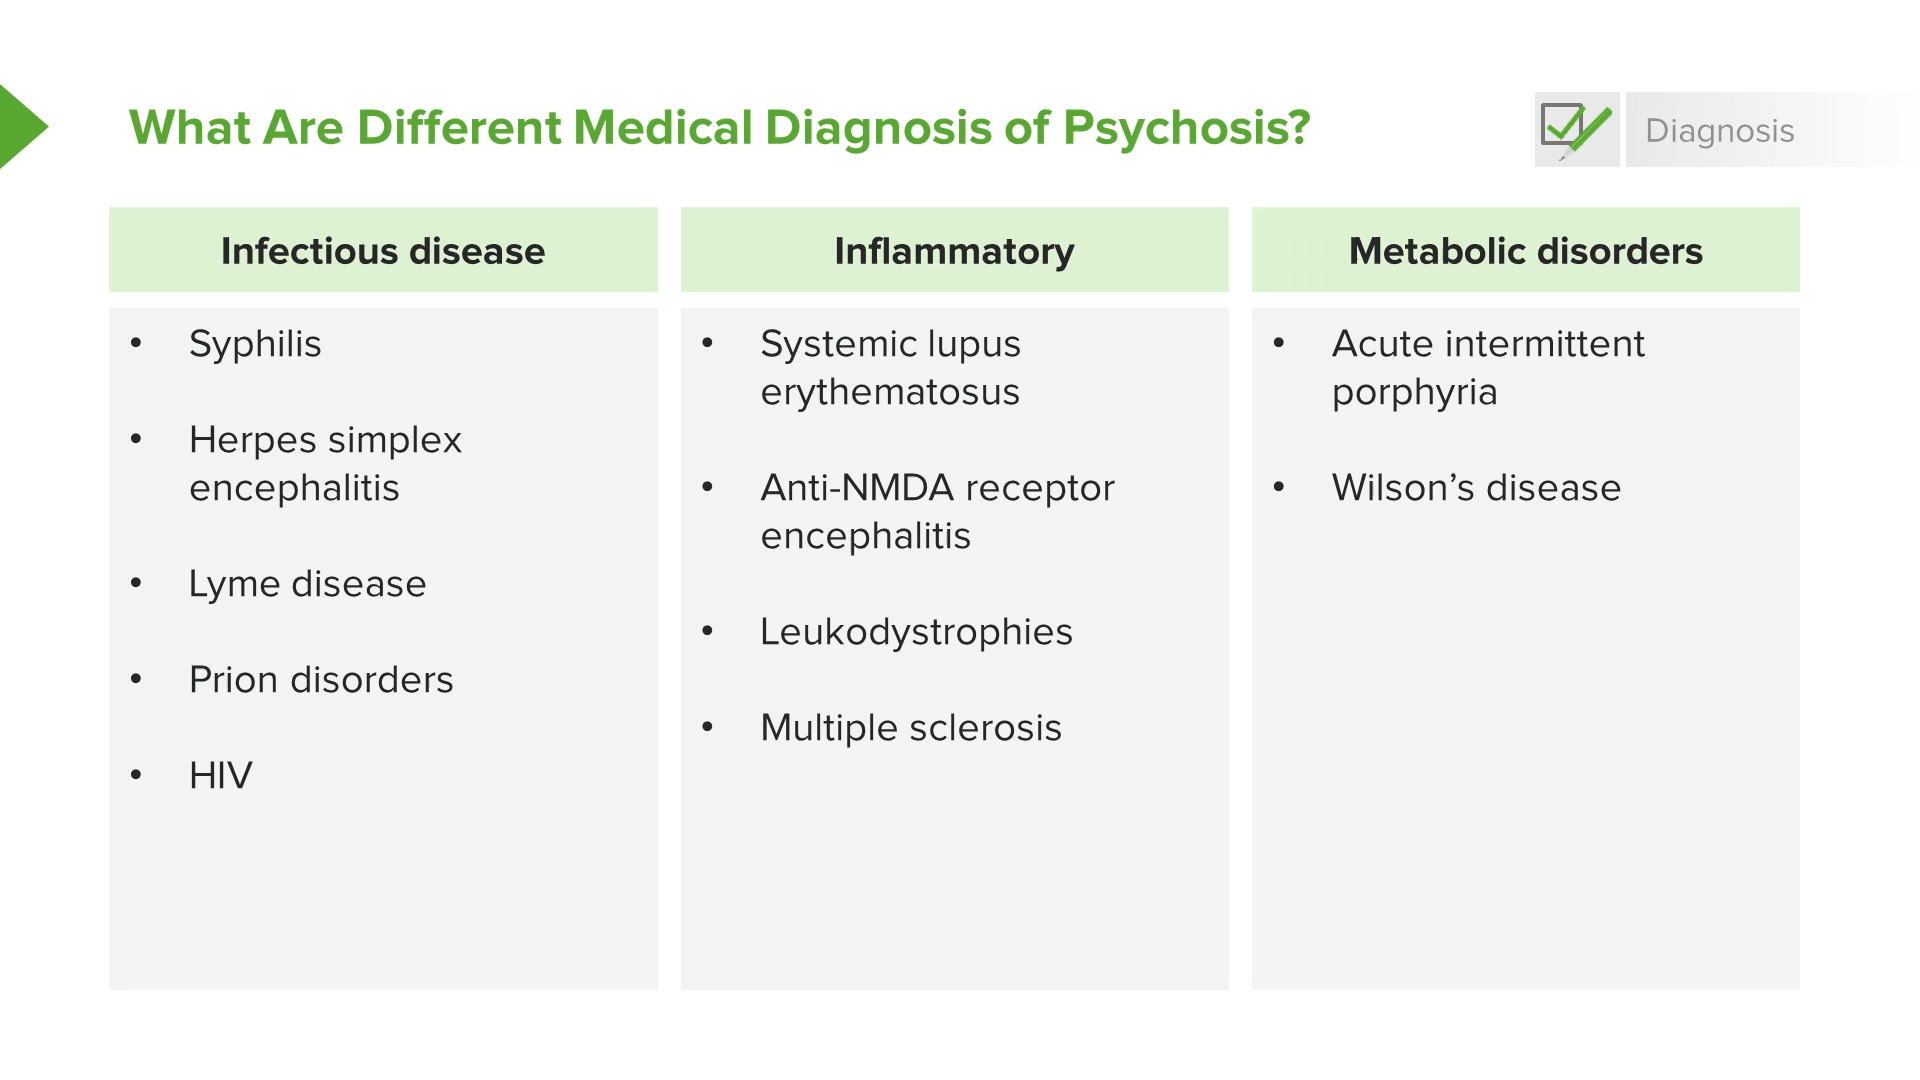 What Are Different Medical Diagnosis of Psychosis?
Diagnosis
Infectious disease
• Syphilis
• Herpes simplex
encephalitis
• Lyme disease
• Prion disorders
• HIV
Inflammatory
• Systemic lupus
erythematosus
• Anti-NMDA receptor
encephalitis
• Leukodystrophies
• Multiple sclerosis
Metabolic disorders
• Acute intermittent
porphyria
• Wilson’s disease